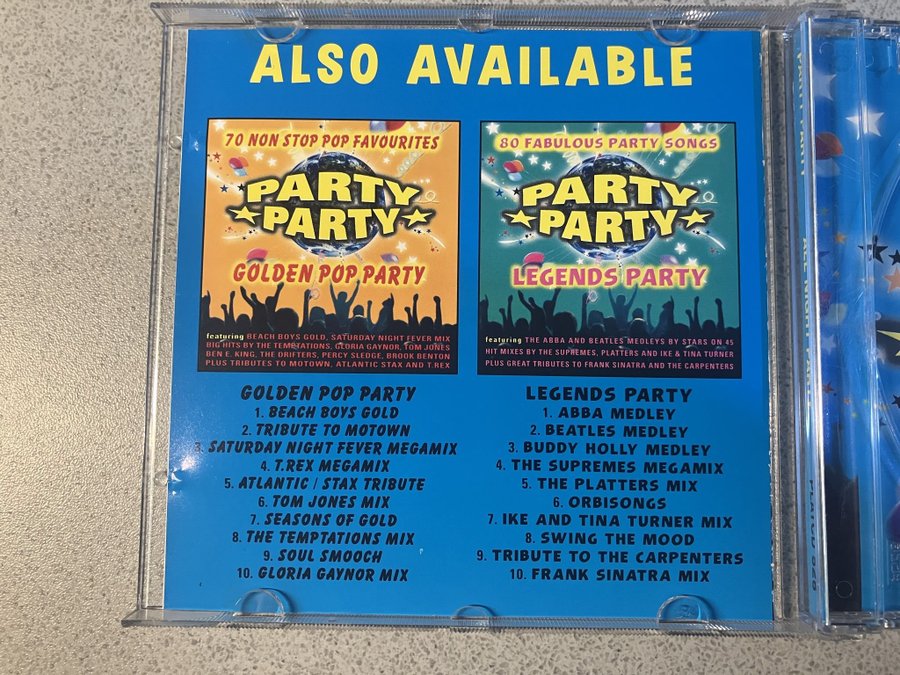 ALSO AVAILABLE
70 NON STOP POP FAVOURITES
PARTY
PARTY
GOLDEN POP PARTY
featuring BEACH BOYS GOLD, SATURDAY NIGHT FEVER MIX
BIG HITS BY THE TEMPTATIONS, GLORIA GAYNOR, TOM JONES
BEN E. KING, THE DRIFTERS, PERCY SLEDGE, BROOK BENTON
PLUS TRIBUTES TO MOTOWN, ATLANTIC STAX AND T.REX
GOLDEN POP PARTY
1. BEACH BOYS GOLD
2. TRIBUTE TO MOTOWN
3. SATURDAY NIGHT FEVER MEGAMIX
4. T.REX MEGAMIX
5. ATLANTIC / STAX TRIBUTE
6. TOM JONES MIX
7. SEASONS OF GOLD
8. THE TEMPTATIONS MIX
9. SOUL SMOOCH
10. GLORIA GAYNOR MIX
80 FABULOUS PARTY SONGS
PARTY
PARTY
LEGENDS PARTY
featuring THE ABBA AND BEATLES MEDLEYS BY STARS ON 45
HIT MIXES BY THE SUPREMES, PLATTERS AND IKE & TINA TURNER
PLUS GREAT TRIBUTES TO FRANK SINATRA AND THE CARPENTERS
LEGENDS PARTY
1. ABBA MEDLEY
2. BEATLES MEDLEY
3. BUDDY HOLLY MEDLEY
4. THE SUPREMES MEGAMIX
5. THE PLATTERS MIX
6. ORBISONGS
7. IKE AND TINA TURNER MIX
8. SWING THE MOOD
9. TRIBUTE TO THE CARPENTERS
10. FRANK SINATRA MIX
PARTY PARTY
ALL NIGHT PARTY